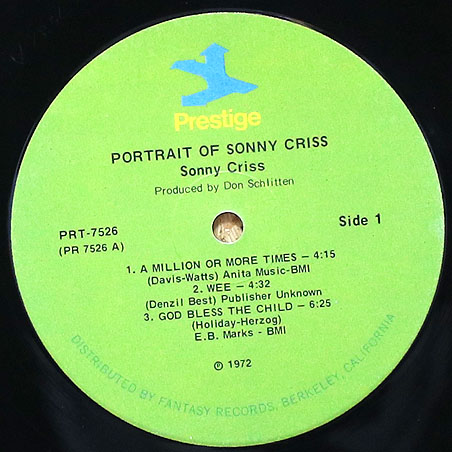 Prestige
PORTRAIT OF SONNY CRISS
Sonny Criss
Produced by Don Schlitten
PRT-7526
(PR 7526 A)
Side 1
1. A MILLION OR MORE TIMES – 4:15
(Davis-Watts) Anita Music-BMI
2. WEE – 4:32
(Denzil Best) Publisher Unknown
3. GOD BLESS THE CHILD – 6:25
(Holiday-Herzog)
E.B. Marks - BMI
℗ 1972
DISTRIBUTED BY FANTASY RECORDS, BERKELEY, CALIFORNIA